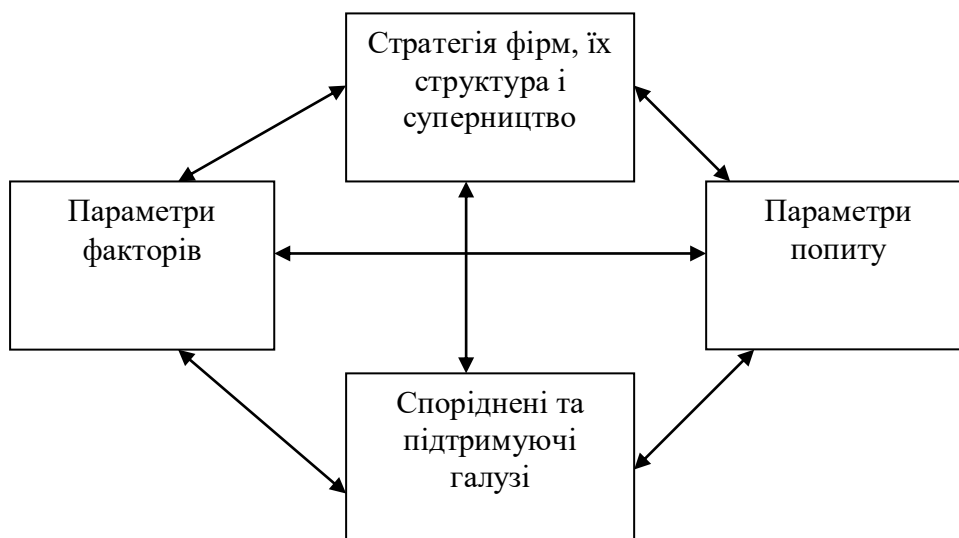 Стратегія фірм, їх
структура і
суперництво
Параметри
факторів
Параметри
попиту
Споріднені та
підтримуючі
галузі